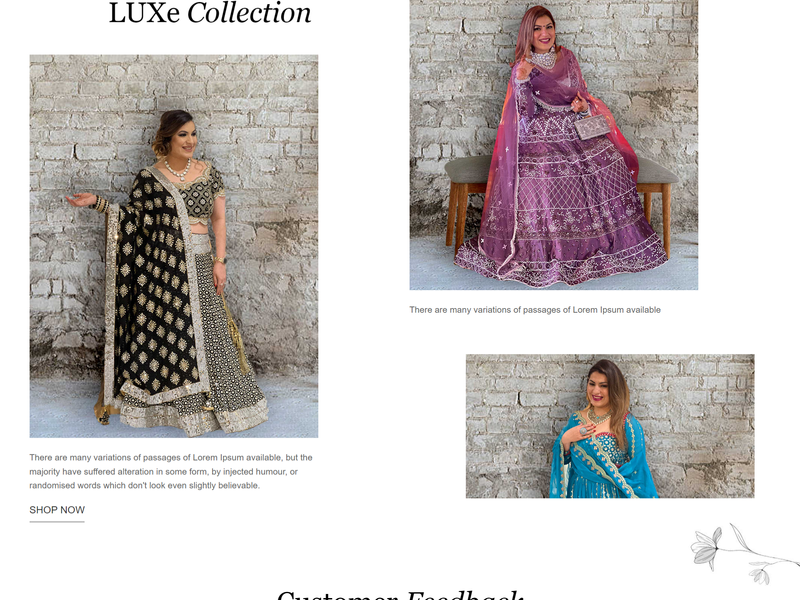 LUXe Collection
There are many variations of passages of Lorem Ipsum available
There are many variations of passages of Lorem Ipsum available, but the
majority have suffered alteration in some form, by injected humour, or
randomised words which don't look even slightly believable.
SHOP NOW
Customer Feedback